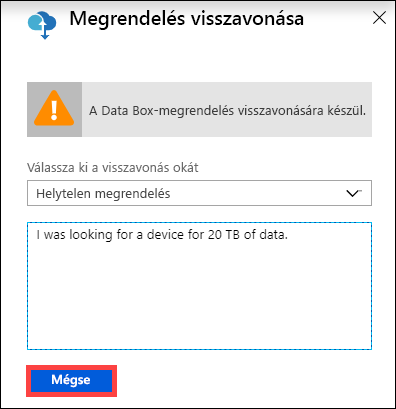 Megrendelés visszavonása
A Data Box-megrendelés visszavonására készül.
Válassza ki a visszavonás okát
Helytelen megrendelés
I was looking for a device for 20 TB of data.
Mégse